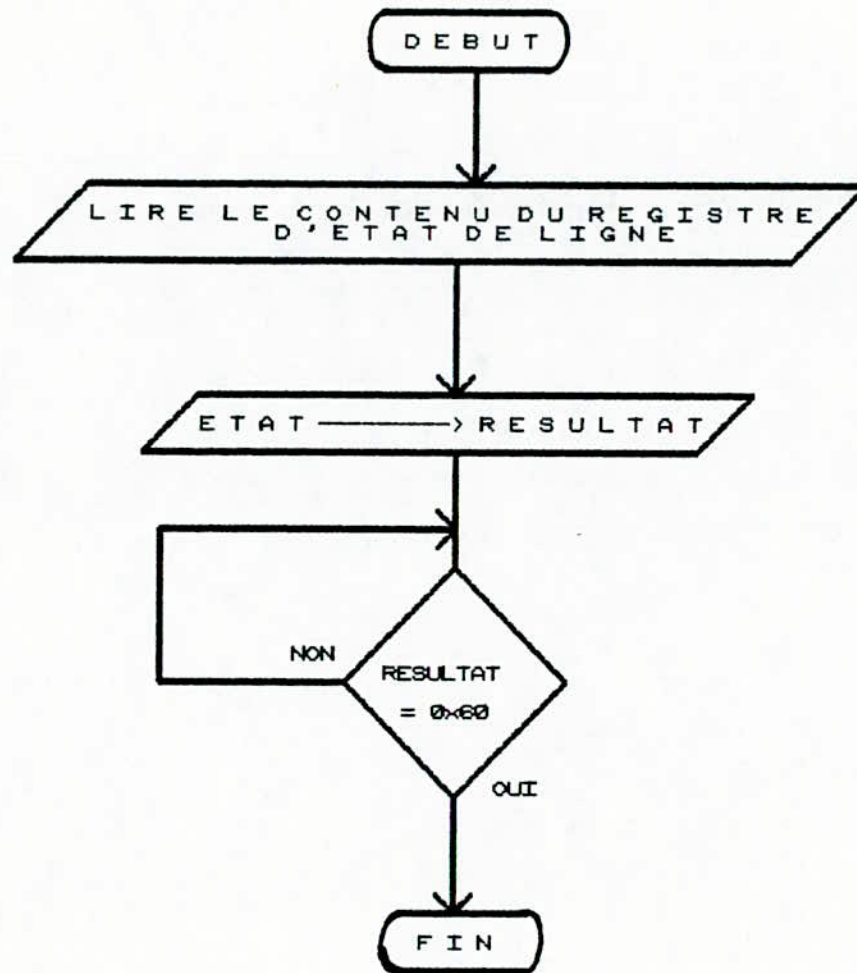 DEBUT
LIRE LE CONTENU DU REGISTRE
D'ETAT DE LIGNE
ETAT ————> RESULTAT
NON
RESULTAT
= 0x60
OUI
FIN